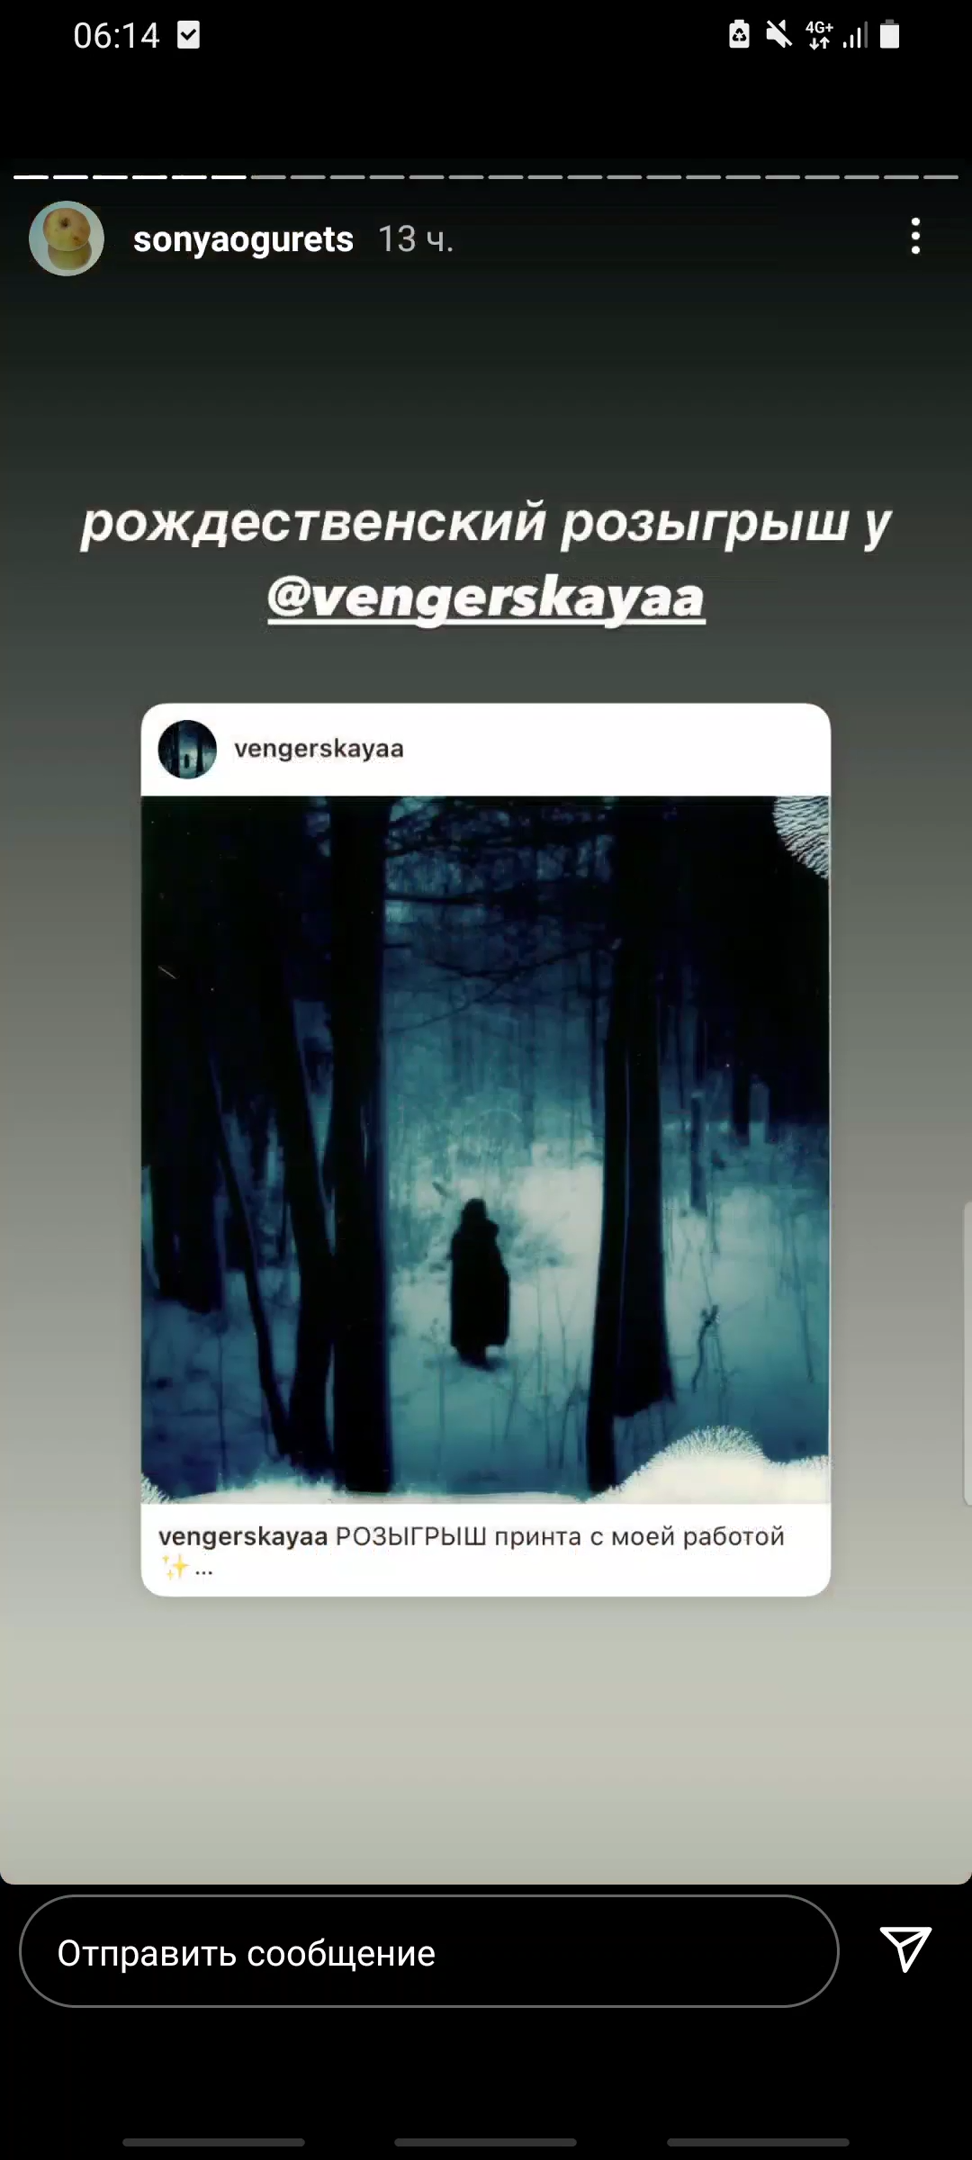 06:14
4G+
sonyaogurets 13 ч.
рождественский розыгрыш у
@vengerskayaa
vengerskayaa
vengerskayaa РОЗЫГРЫШ принта с моей работой
✨ ...
Отправить сообщение